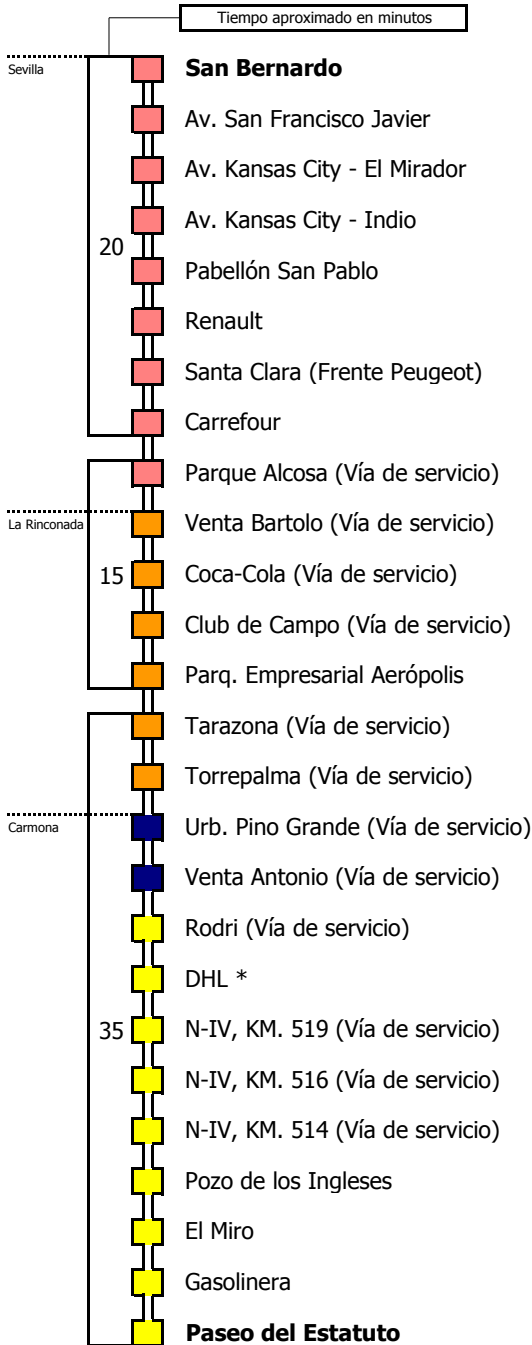 Tiempo aproximado en minutos
Sevilla
San Bernardo
Av. San Francisco Javier
Av. Kansas City - El Mirador
Av. Kansas City - Indio
20
Pabellón San Pablo
Renault
Santa Clara (Frente Peugeot)
Carrefour
Parque Alcosa (Vía de servicio)
La Rinconada
Venta Bartolo (Vía de servicio)
15
Coca-Cola (Vía de servicio)
Club de Campo (Vía de servicio)
Parq. Empresarial Aerópolis
Tarazona (Vía de servicio)
Torrepalma (Vía de servicio)
Carmona
Urb. Pino Grande (Vía de servicio)
Venta Antonio (Vía de servicio)
Rodri (Vía de servicio)
DHL *
35
N-IV, KM. 519 (Vía de servicio)
N-IV, KM. 516 (Vía de servicio)
N-IV, KM. 514 (Vía de servicio)
Pozo de los Ingleses
El Miro
Gasolinera
Paseo del Estatuto